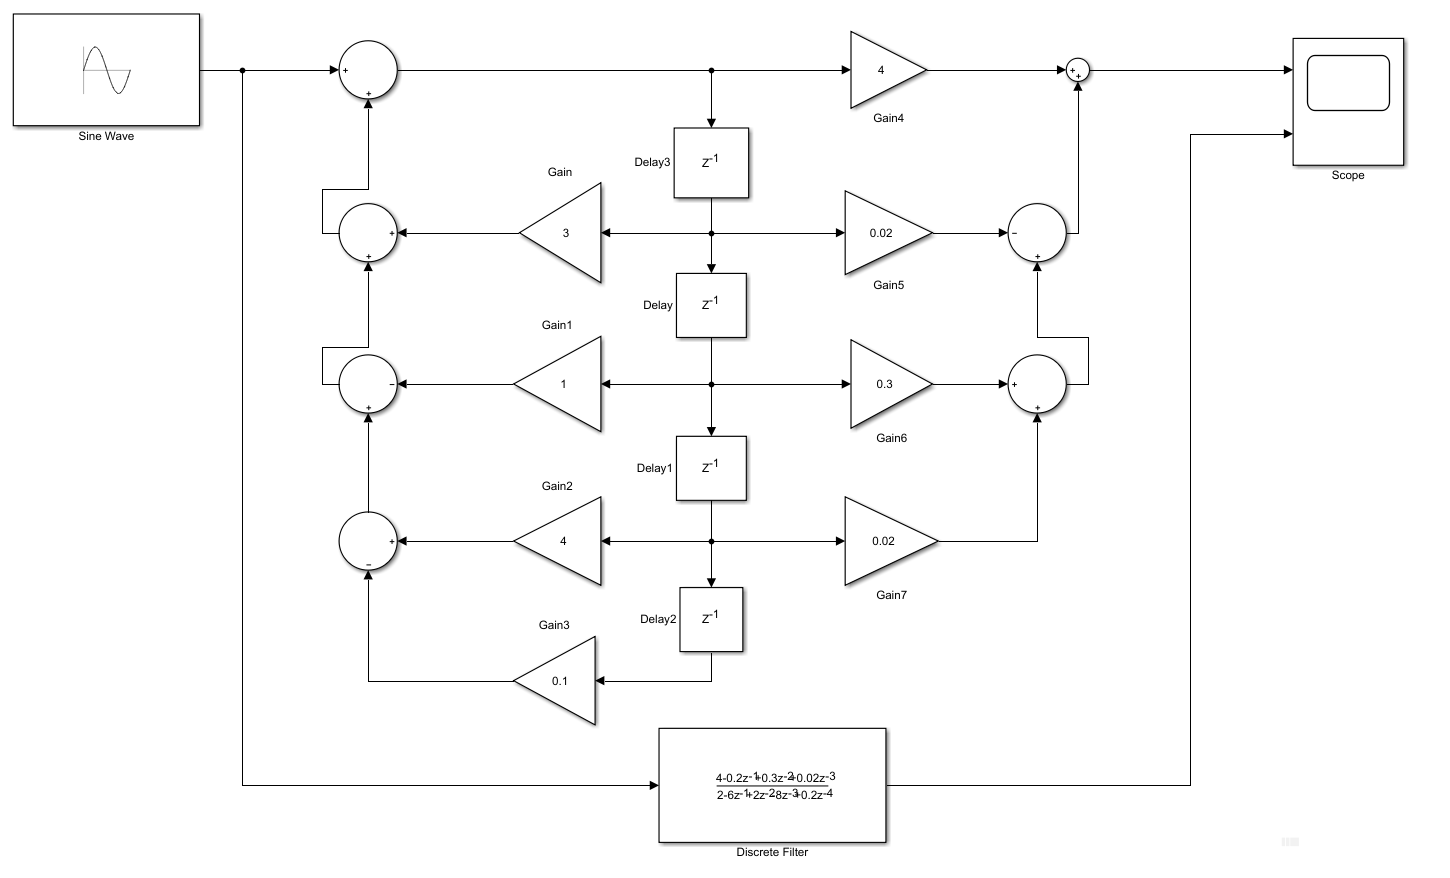 Sine Wave
+
+
4
Gain4
+
+
Scope
Delay3
Z-1
Gain
3
+
+
0.02
Gain5
−
+
Delay
Z-1
Gain1
1
−
+
0.3
Gain6
+
+
Delay1
Z-1
Gain2
4
+
−
0.02
Gain7
Delay2
Z-1
Gain3
0.1
4-0.2z-1+0.3z-2+0.02z-3
2-6z-1+2z-2-8z-3+0.2z-4
Discrete Filter